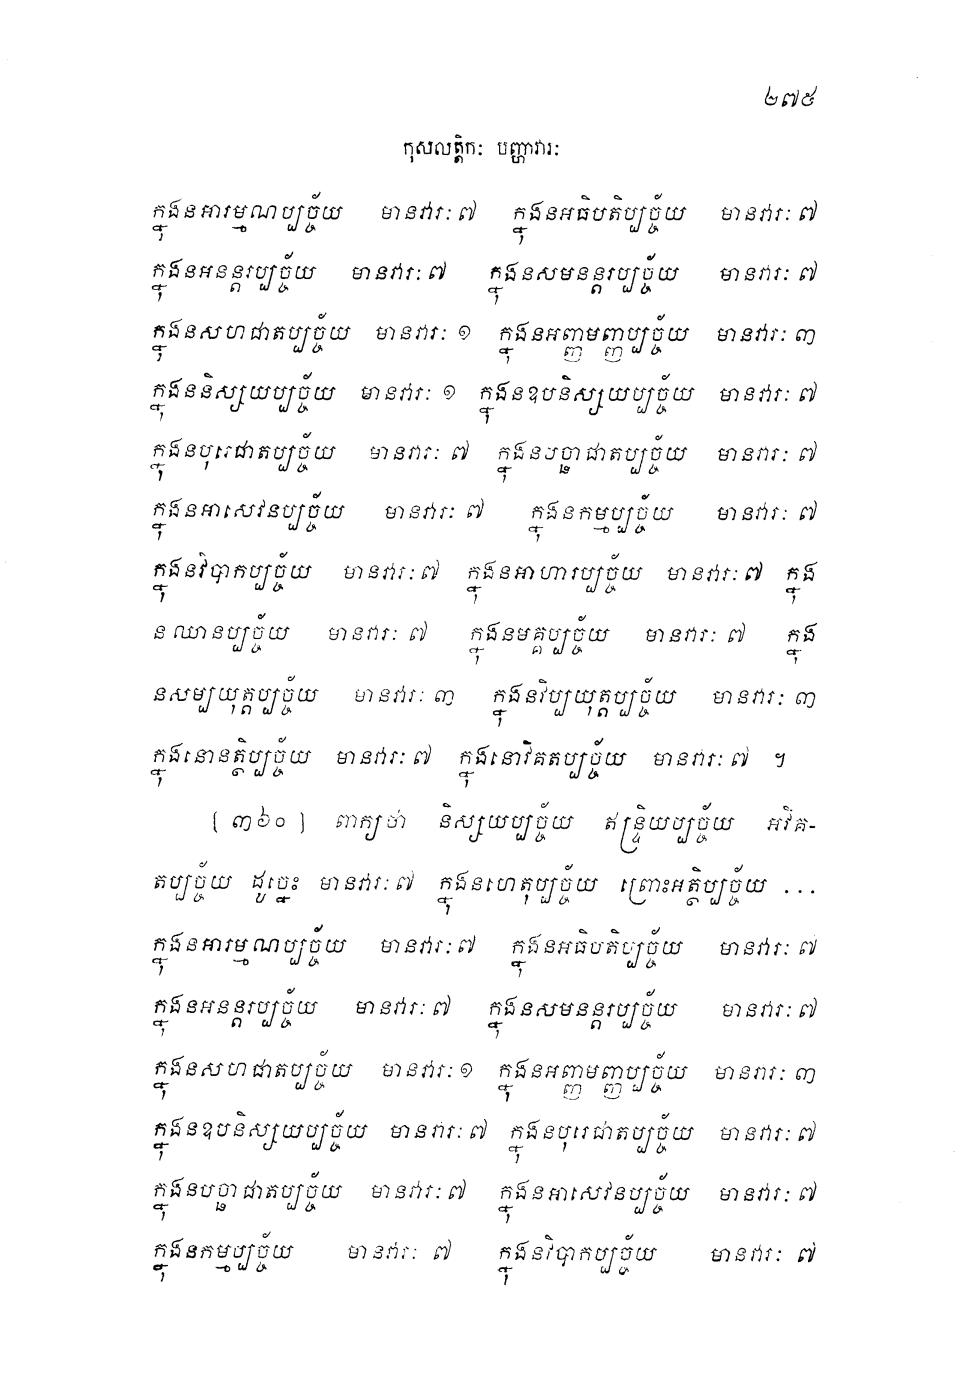 ២៧៥
កុសលត្តិកៈ បញ្ហាវារៈ
ក្នុងនអារម្មណប្បច្ច័យ មានវារៈ ៧ ក្នុងនអធិបតិប្បច្ច័យ មានវារៈ ៧
ក្នុងនអនន្តរប្បច្ច័យ មានវារៈ ៧ ក្នុងនសមនន្តរប្បច្ច័យ មានវារៈ ៧
ក្នុងនសហជាតប្បច្ច័យ មានវារៈ ១ ក្នុងនអញ្ញមញ្ញប្បច្ច័យ មានវារៈ ៣
ក្នុងននិស្សយប្បច្ច័យ មានវារៈ ១ ក្នុងនឧបនិស្សយប្បច្ច័យ មានវារៈ ៧
ក្នុងនបុរេជាតប្បច្ច័យ មានវារៈ ៧ ក្នុងនបច្ឆាជាតប្បច្ច័យ មានវារៈ ៧
ក្នុងនអាសេវនប្បច្ច័យ មានវារៈ ៧ ក្នុងនកម្មប្បច្ច័យ មានវារៈ ៧
ក្នុងនវិបាកប្បច្ច័យ មានវារៈ ៧ ក្នុងនអាហារប្បច្ច័យ មានវារៈ ៧ ក្នុង
នឈានប្បច្ច័យ មានវារៈ ៧ ក្នុងនមគ្គប្បច្ច័យ មានវារៈ ៧ ក្នុង
នសម្បយុត្តប្បច្ច័យ មានវារៈ ៣ ក្នុងនវិប្បយុត្តប្បច្ច័យ មានវារៈ ៣
ក្នុងនោនត្ថិប្បច្ច័យ មានវារៈ ៧ ក្នុងនោវិគតប្បច្ច័យ មានវារៈ ៧ ។
[ ៣៦០ ] ពាក្យថា និស្សយប្បច្ច័យ ឥន្ទ្រិយប្បច្ច័យ អវិគ-
តប្បច្ច័យ ដូច្នេះ មានវារៈ ៧ ក្នុងនហេតុប្បច្ច័យ ព្រោះអត្ថិប្បច្ច័យ ...
ក្នុងនអារម្មណប្បច្ច័យ មានវារៈ ៧ ក្នុងនអធិបតិប្បច្ច័យ មានវារៈ ៧
ក្នុងនអនន្តរប្បច្ច័យ មានវារៈ ៧ ក្នុងនសមនន្តរប្បច្ច័យ មានវារៈ ៧
ក្នុងនសហជាតប្បច្ច័យ មានវារៈ ១ ក្នុងនអញ្ញមញ្ញប្បច្ច័យ មានវារៈ ៣
ក្នុងនឧបនិស្សយប្បច្ច័យ មានវារៈ ៧ ក្នុងនបុរេជាតប្បច្ច័យ មានវារៈ ៧
ក្នុងនបច្ឆាជាតប្បច្ច័យ មានវារៈ ៧ ក្នុងនអាសេវនប្បច្ច័យ មានវារៈ ៧
ក្នុងនកម្មប្បច្ច័យ មានវារៈ ៧ ក្នុងនវិបាកប្បច្ច័យ មានវារៈ ៧